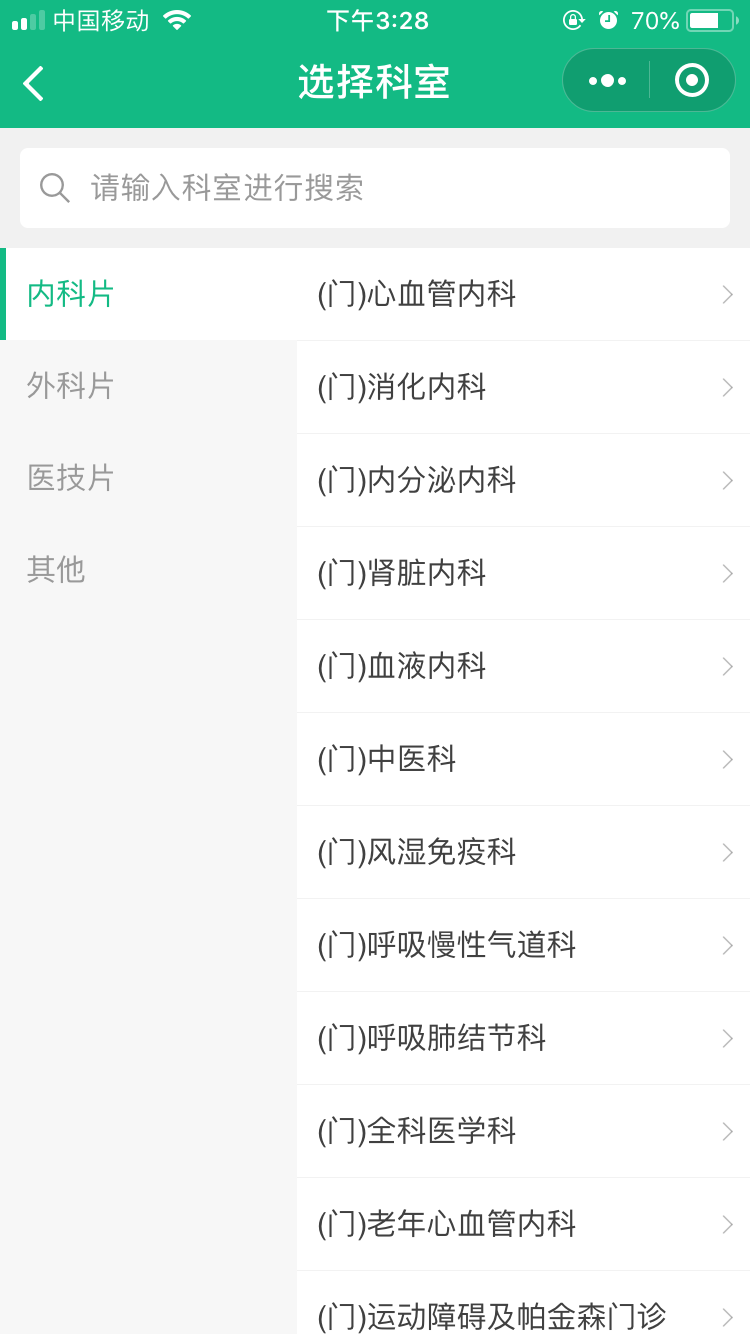 中国移动 下午3:28 70%
选择科室
请输入科室进行搜索
内科片
外科片
医技片
其他
(门)心血管内科
(门)消化内科
(门)内分泌内科
(门)肾脏内科
(门)血液内科
(门)中医科
(门)风湿免疫科
(门)呼吸慢性气道科
(门)呼吸肺结节科
(门)全科医学科
(门)老年心血管内科
(门)运动障碍及帕金森门诊